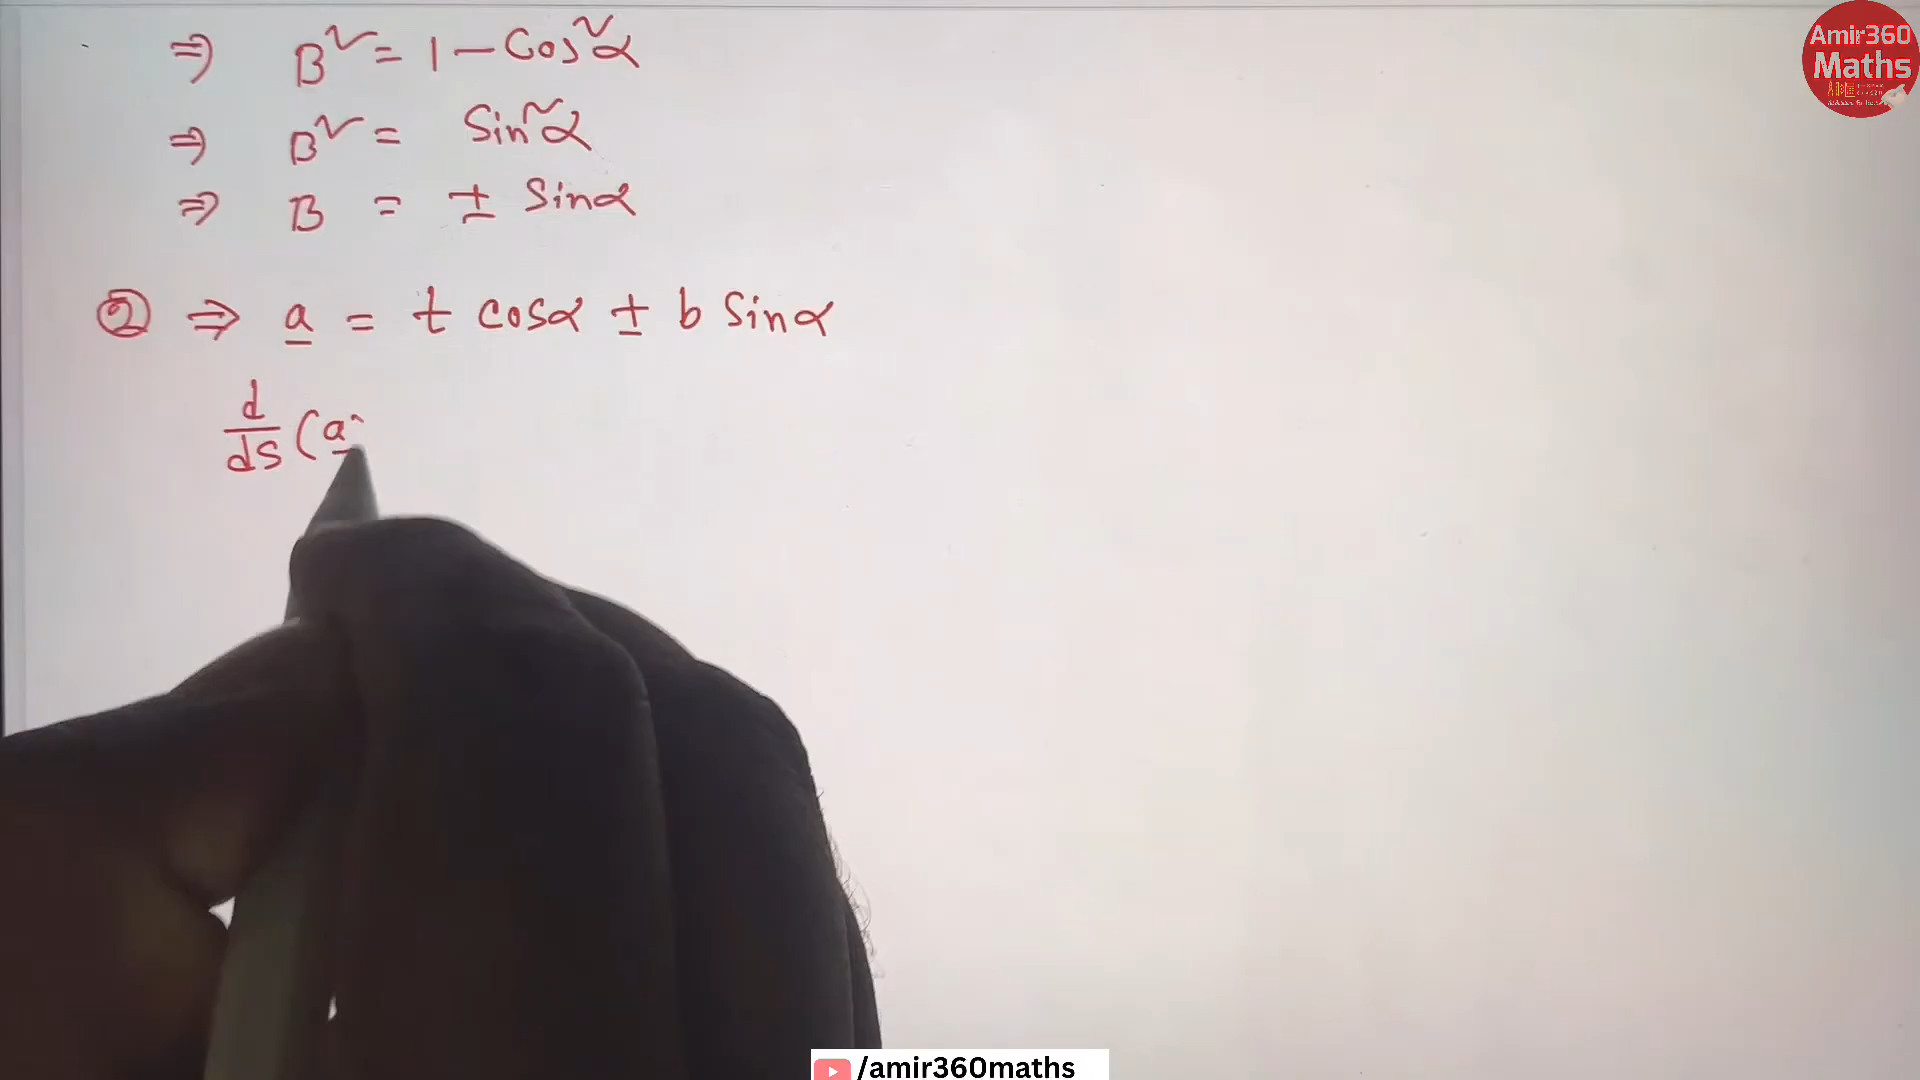 ⇒ B² = 1 - Cos²α
⇒ B² = Sin²α
⇒ B = ± Sinα
② ⇒ a = t cosα ± b Sinα
d/ds (a
Amir360
Maths
/amir360maths